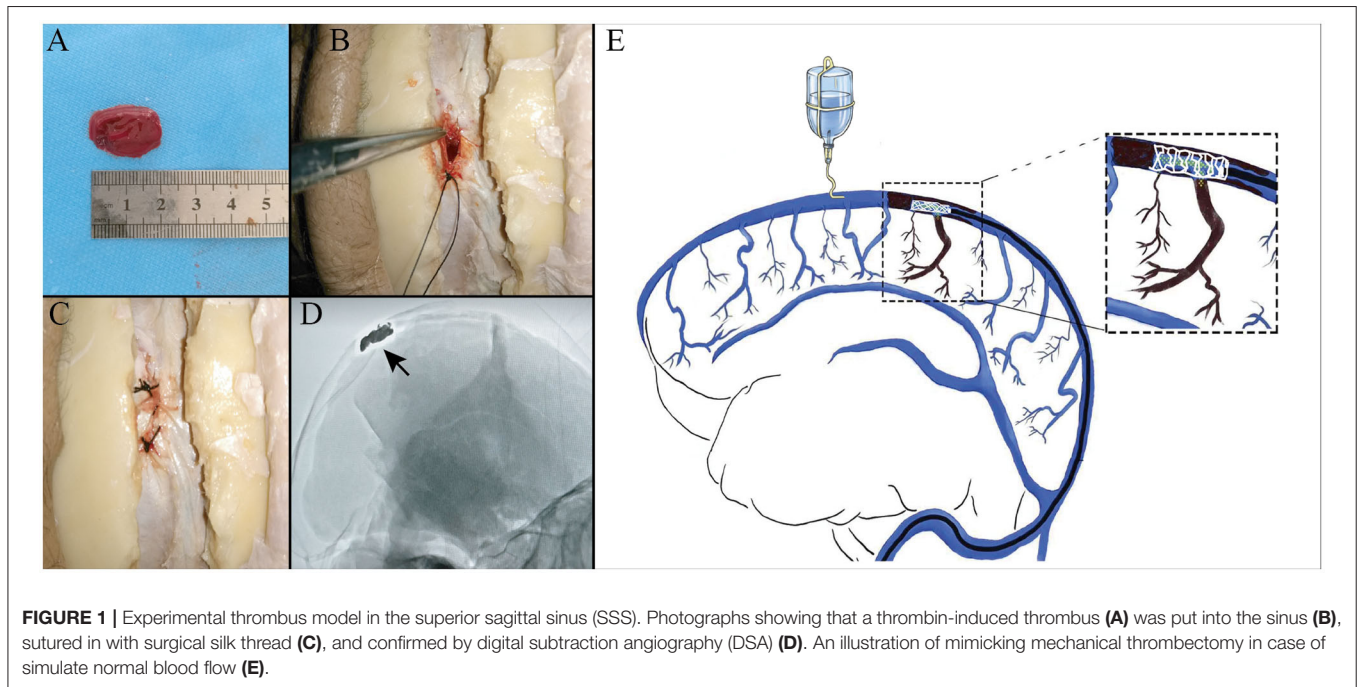 A
B
E
cm 1 2 3 4 5
C
D
FIGURE 1 | Experimental thrombus model in the superior sagittal sinus (SSS). Photographs showing that a thrombin-induced thrombus (A) was put into the sinus (B),
sutured in with surgical silk thread (C), and confirmed by digital subtraction angiography (DSA) (D). An illustration of mimicking mechanical thrombectomy in case of
simulate normal blood flow (E).